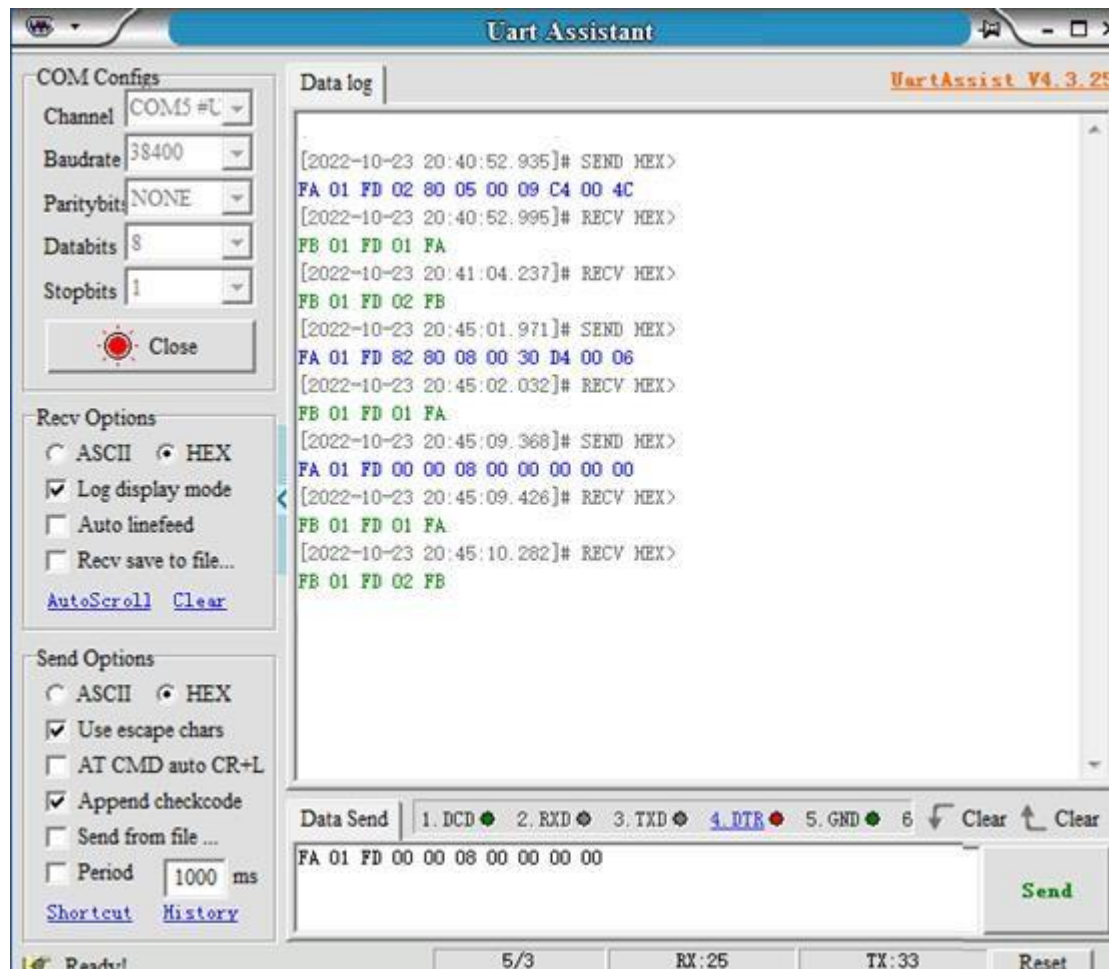 Uart Assistant
COM Configs
Channel COM5 #U
Baudrate 38400
Paritybits NONE
Databits 8
Stopbits 1
Close
Recv Options
ASCII HEX
Log display mode
Auto linefeed
Recv save to file...
AutoScroll Clear
Send Options
ASCII HEX
Use escape chars
AT CMD auto CR+L
Append checkcode
Send from file ...
Period 1000 ms
Shortcut History
Data log
UartAssist V4.3.25
[2022-10-23 20:40:52.935]# SEND HEX>
FA 01 FD 02 80 05 00 09 C4 00 4C
[2022-10-23 20:40:52.995]# RECV HEX>
FB 01 FD 01 FA
[2022-10-23 20:41:04.237]# RECV HEX>
FB 01 FD 02 FB
[2022-10-23 20:45:01.971]# SEND HEX>
FA 01 FD 82 80 08 00 30 D4 00 06
[2022-10-23 20:45:02.032]# RECV HEX>
FB 01 FD 01 FA
[2022-10-23 20:45:09.368]# SEND HEX>
FA 01 FD 00 00 08 00 00 00 00 00
[2022-10-23 20:45:09.426]# RECV HEX>
FB 01 FD 01 FA
[2022-10-23 20:45:10.282]# RECV HEX>
FB 01 FD 02 FB
Data Send 1. DCD 2. RXD 3. TXD 4. DTR 5. GND 6 Clear Clear
FA 01 FD 00 00 08 00 00 00 00
Send
Ready! 5/3 RX:25 TX:33 Reset